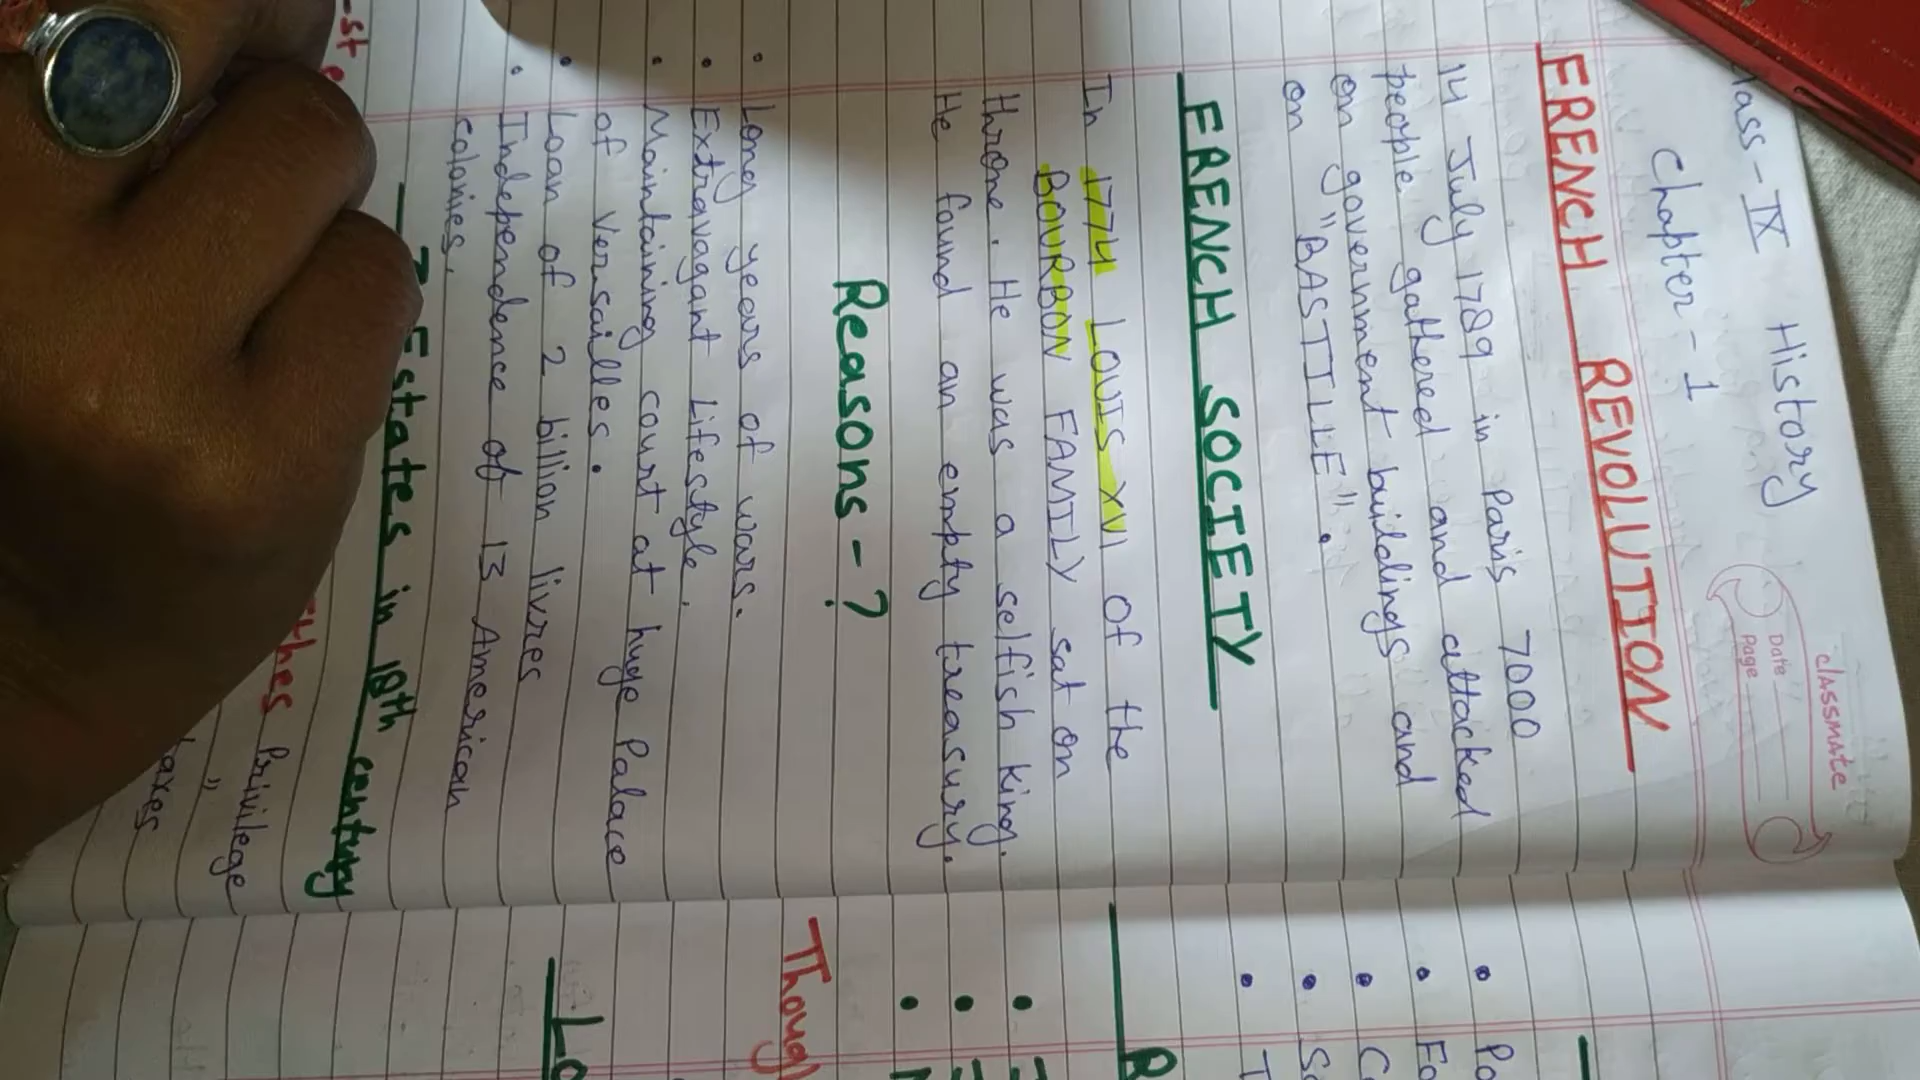 History
Chapter-1
classmate
Date
Page
FRENCH REVOLUTION
14 July 1789 in Paris 7000
people gathered and attacked
on government buildings and
on "BASTILLE".
FRENCH SOCIETY
In 1774 LOUIS XVI of the
BOURBON FAMILY sat on
throne. He was a selfish king.
He found an empty treasury.
Reasons - ?
• Long years of wars.
• Extravagant Lifestyle.
• Maintaining court at huge Palace
of Versailles.
• Loan of 2 billion livres
• Independence of 13 American
colonies.
Estates in 18th century
Privilege
"